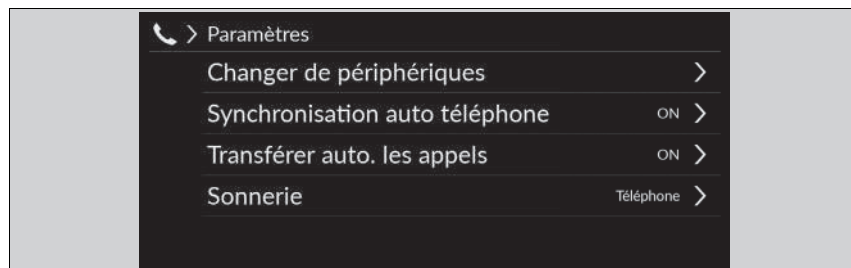 Paramètres
Changer de périphériques
Synchronisation auto téléphone ON
Transférer auto. les appels ON
Sonnerie Téléphone